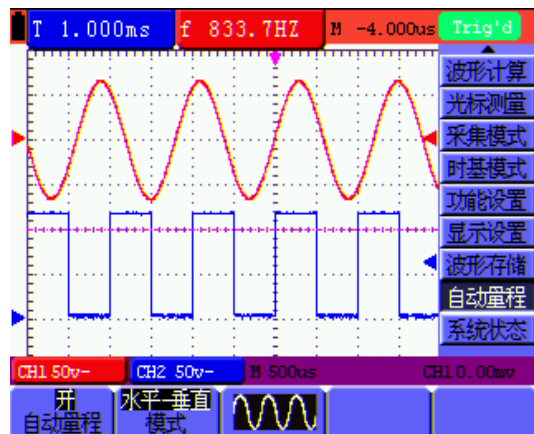 T 1.000ms f 833.7HZ M -4.000us Trig'd
波形计算
光标测量
采集模式
时基模式
功能设置
显示设置
波形存储
自动量程
系统状态
CH1 50v~ CH2 50v~ M 500us CH1 0.00mv
开 水平-垂直
自动量程 模式